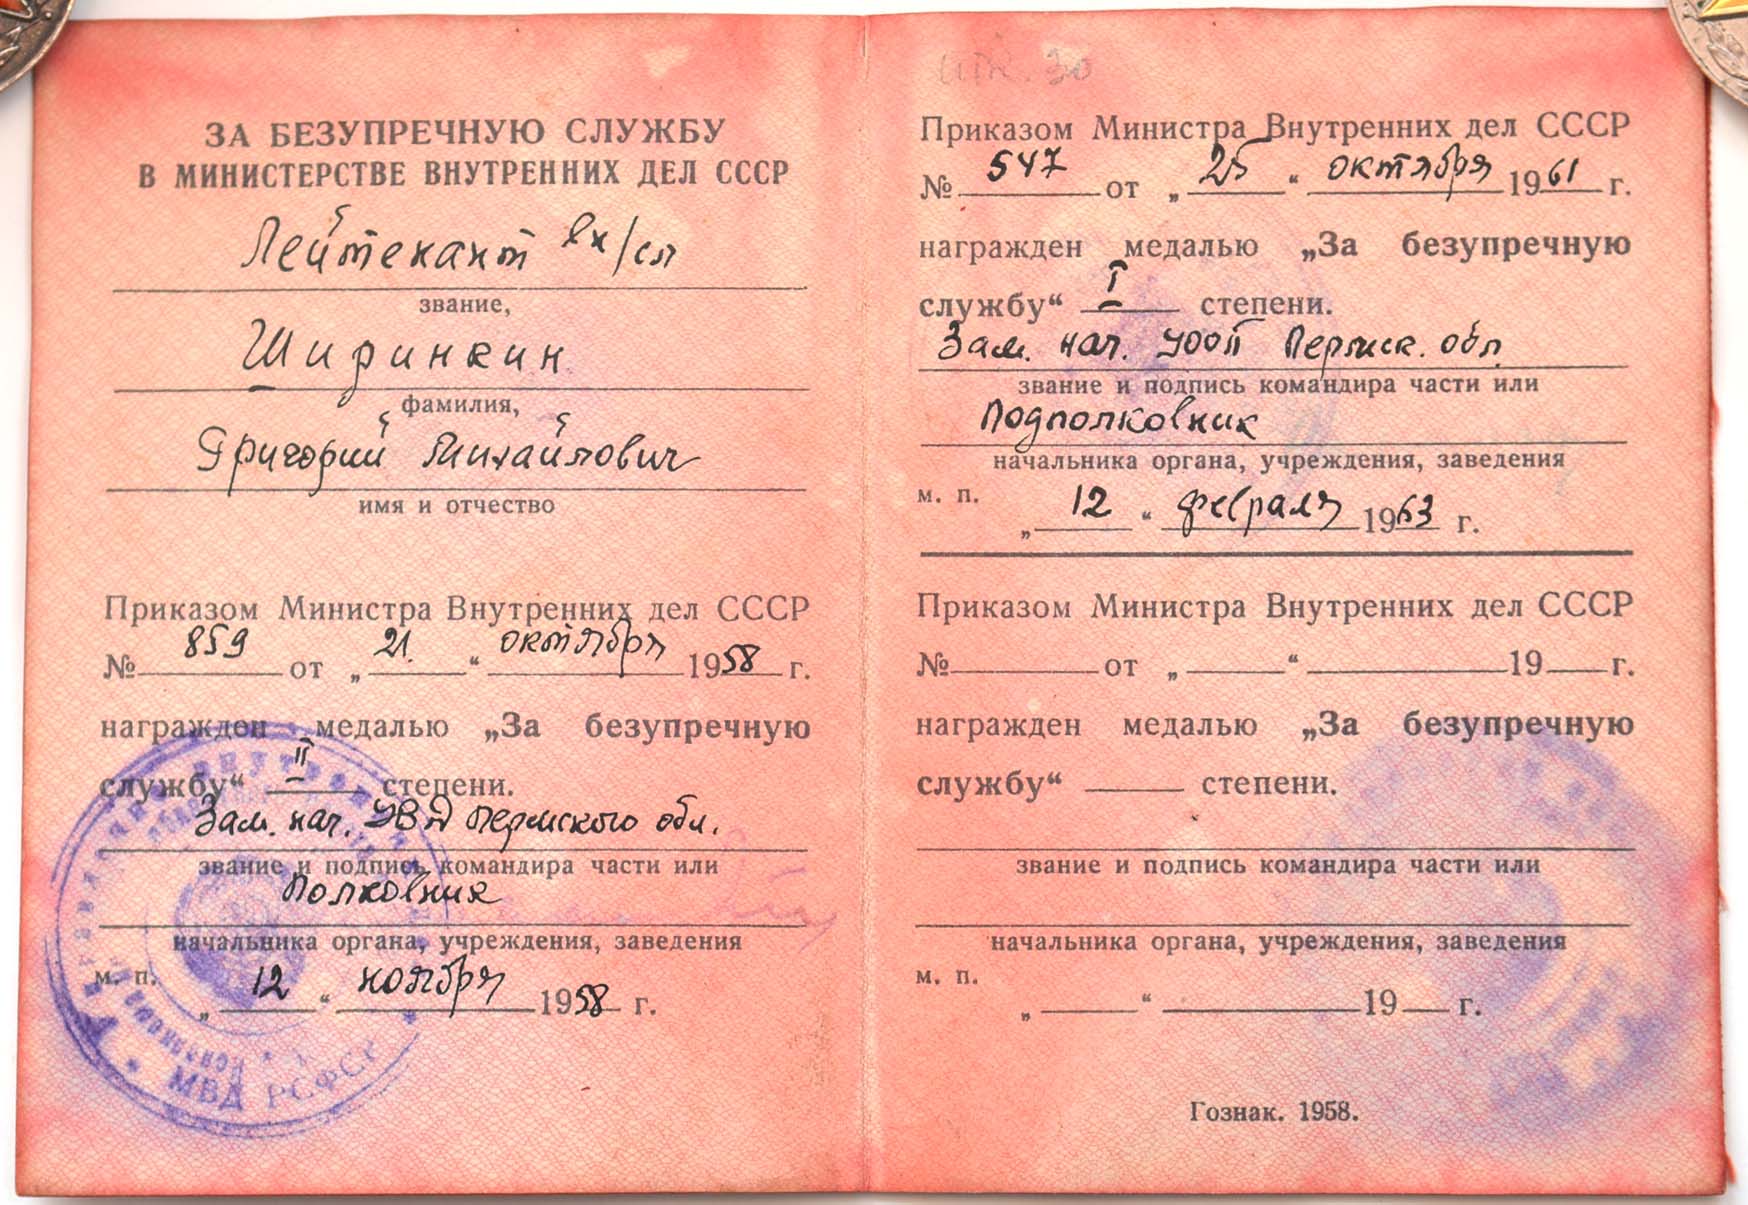 ЗА БЕЗУПРЕЧНУЮ СЛУЖБУ
В МИНИСТЕРСТВЕ ВНУТРЕННИХ ДЕЛ СССР
Лейтенант вн/сл
звание,
Ширинкин
фамилия,
Григорий Михайлович
имя и отчество
Приказом Министра Внутренних дел СССР
№ 859 от „21.“ октября 1958 г.
награжден медалью „За безупречную
службу“ II степени.
Зам. нач. УВД Пермского обл.
звание и подпись командира части или
Полковник
начальника органа, учреждения, заведения
м. п.
„12“ ноября 1958 г.
МВД РСФСР
Приказом Министра Внутренних дел СССР
№ 547 от „25“ октября 1961 г.
награжден медалью „За безупречную
службу“ I степени.
Зам. нач. УООП Пермск. обл
звание и подпись командира части или
Подполковник
начальника органа, учреждения, заведения
м. п.
„12“ февраля 1963 г.
Приказом Министра Внутренних дел СССР
№ от „ “ 19 г.
награжден медалью „За безупречную
службу“ степени.
звание и подпись командира части или
начальника органа, учреждения, заведения
м. п.
„ “ 19 г.
Гознак. 1958.